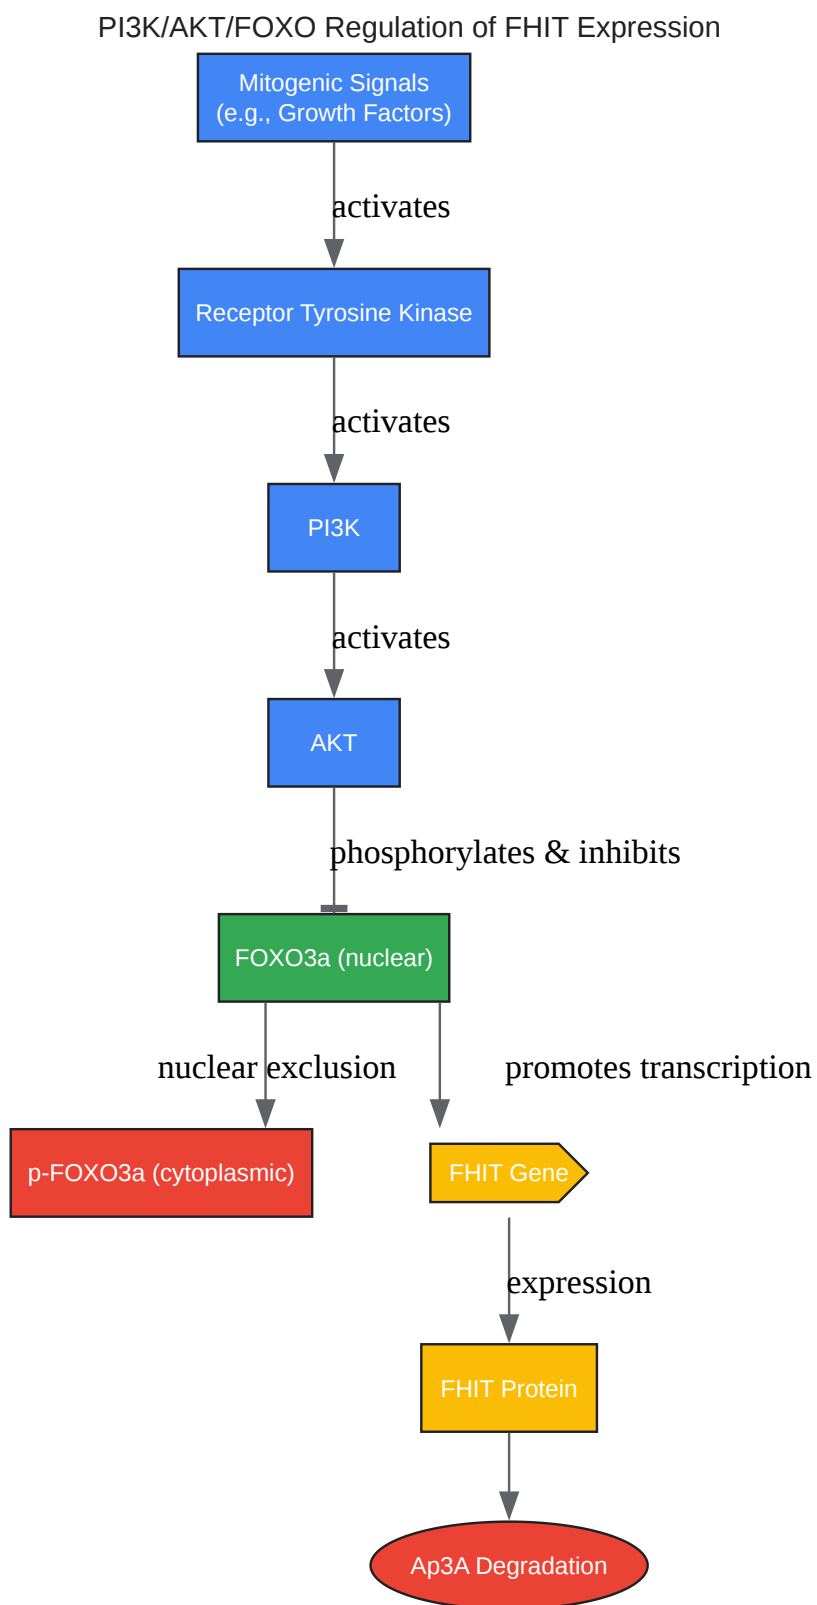 PI3K/AKT/FOXO Regulation of FHIT Expression
Mitogenic Signals
(e.g., Growth Factors)
activates
Receptor Tyrosine Kinase
activates
PI3K
activates
AKT
phosphorylates & inhibits
FOXO3a (nuclear)
nuclear exclusion
promotes transcription
p-FOXO3a (cytoplasmic)
FHIT Gene
expression
FHIT Protein
Ap3A Degradation